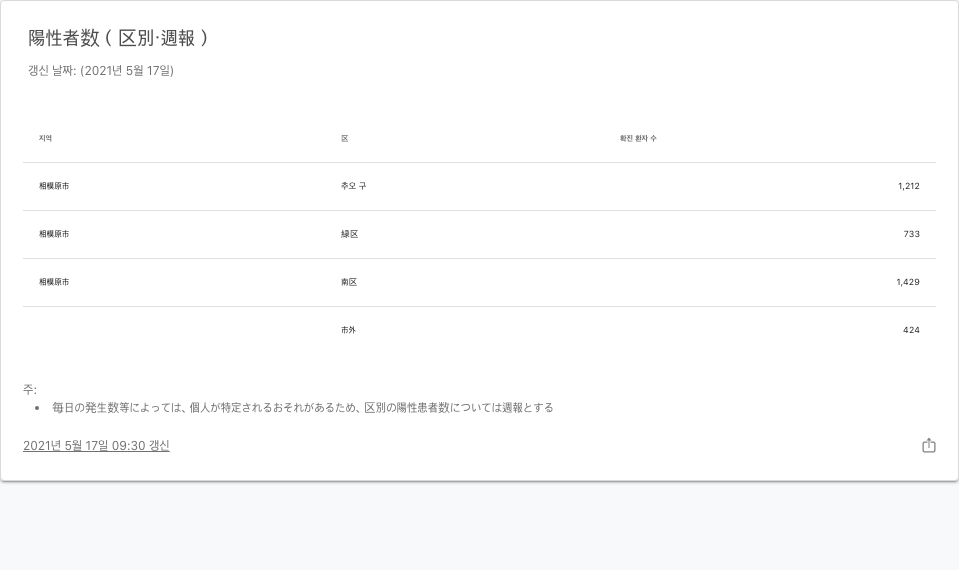 陽性者数 ( 区別·週報 )
갱신 날짜: (2021년 5월 17일)
지역 区 확진 환자 수
相模原市 추오 구 1,212
相模原市 緑区 733
相模原市 南区 1,429
市外 424
주:
• 毎日の発生数等によっては、個人が特定されるおそれがあるため、区別の陽性患者数については週報とする
2021년 5월 17일 09:30 갱신